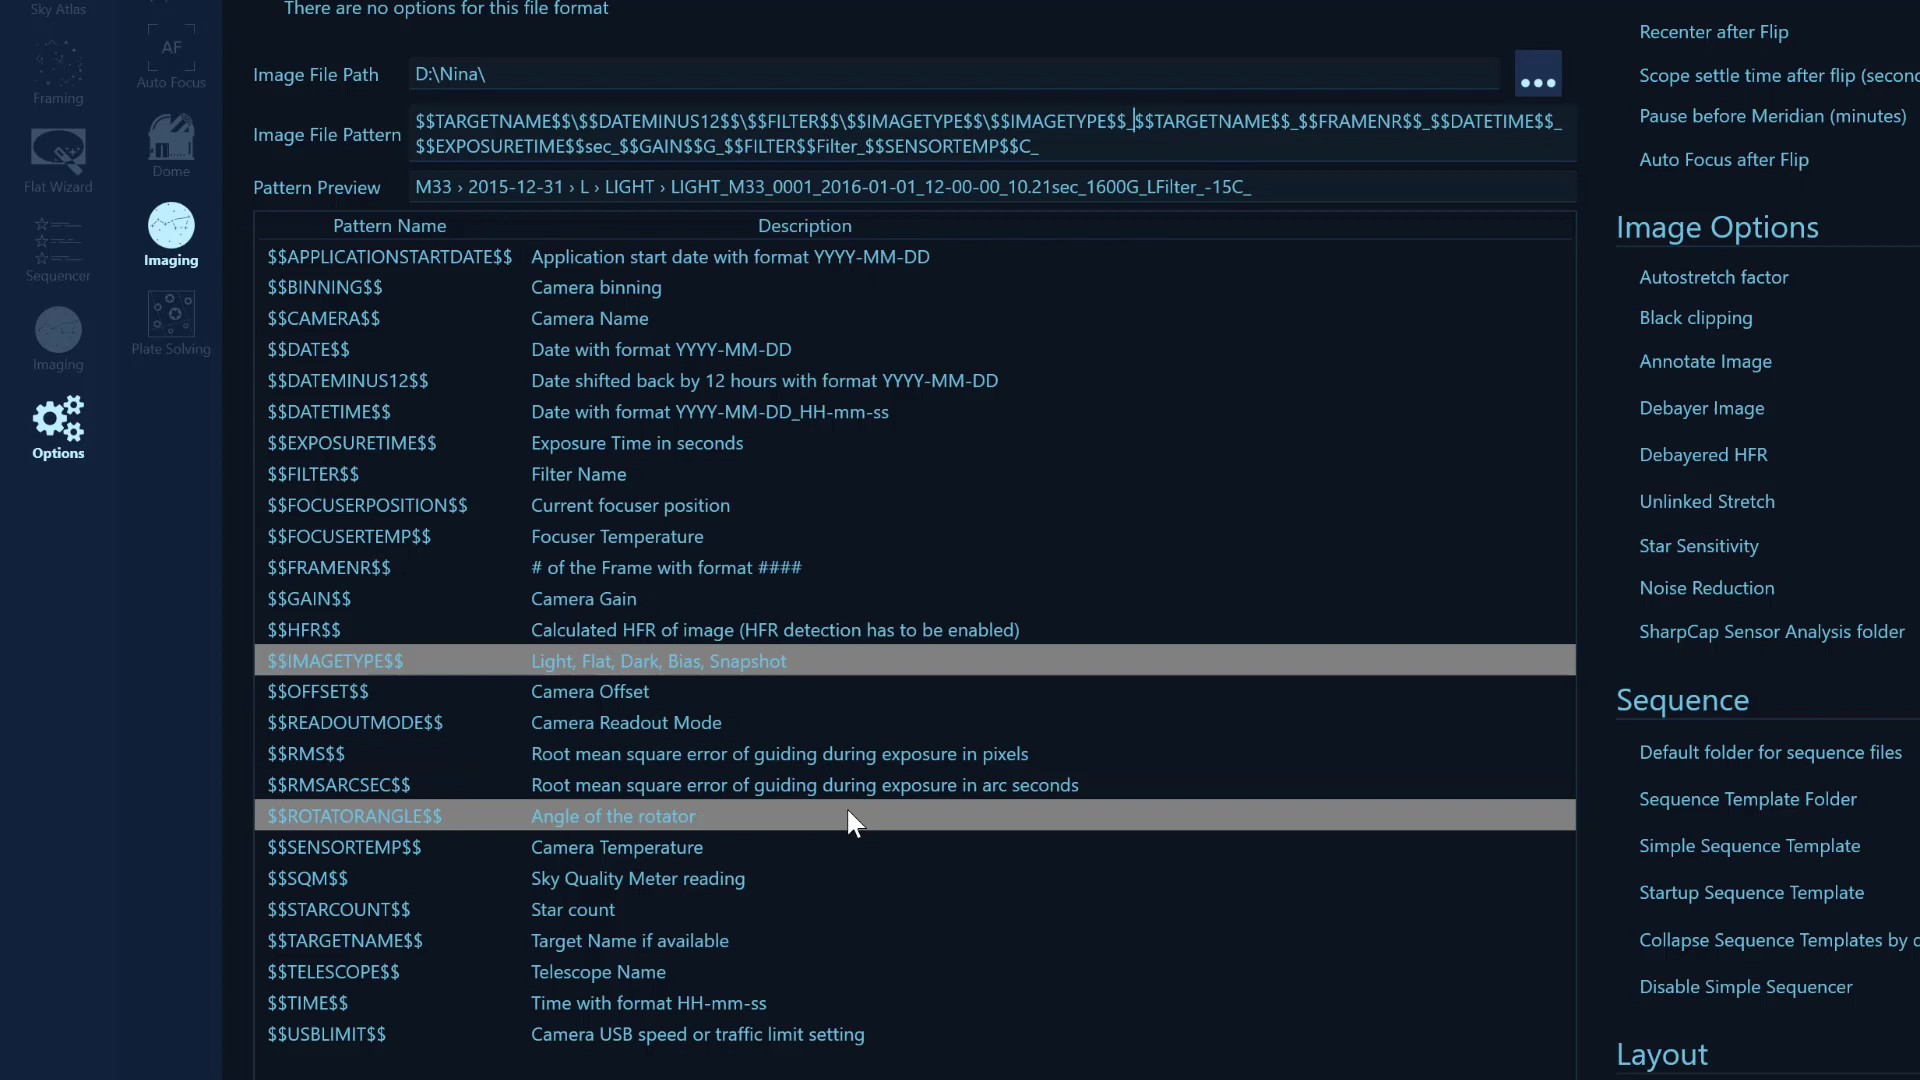 Sky Atlas
Framing
Flat Wizard
Sequencer
Imaging
Options
AF
Auto Focus
Dome
Imaging
Plate Solving
There are no options for this file format
Image File Path D:\Nina\
Image File Pattern $$TARGETNAME$$\$$DATEMINUS12$$\$$FILTER$$\$$IMAGETYPE$$\$$IMAGETYPE$$_$$TARGETNAME$$_$$FRAMENR$$_$$DATETIME$$_
$$EXPOSURETIME$$sec_$$GAIN$$G_$$FILTER$$Filter_$$SENSORTEMP$$C_
Pattern Preview M33 › 2015-12-31 › L › LIGHT › LIGHT_M33_0001_2016-01-01_12-00-00_10.21sec_1600G_LFilter_-15C_
Pattern Name Description
$$APPLICATIONSTARTDATE$$ Application start date with format YYYY-MM-DD
$$BINNING$$ Camera binning
$$CAMERA$$ Camera Name
$$DATE$$ Date with format YYYY-MM-DD
$$DATEMINUS12$$ Date shifted back by 12 hours with format YYYY-MM-DD
$$DATETIME$$ Date with format YYYY-MM-DD_HH-mm-ss
$$EXPOSURETIME$$ Exposure Time in seconds
$$FILTER$$ Filter Name
$$FOCUSERPOSITION$$ Current focuser position
$$FOCUSERTEMP$$ Focuser Temperature
$$FRAMENR$$ # of the Frame with format ####
$$GAIN$$ Camera Gain
$$HFR$$ Calculated HFR of image (HFR detection has to be enabled)
$$IMAGETYPE$$ Light, Flat, Dark, Bias, Snapshot
$$OFFSET$$ Camera Offset
$$READOUTMODE$$ Camera Readout Mode
$$RMS$$ Root mean square error of guiding during exposure in pixels
$$RMSARCSEC$$ Root mean square error of guiding during exposure in arc seconds
$$ROTATORANGLE$$ Angle of the rotator
$$SENSORTEMP$$ Camera Temperature
$$SQM$$ Sky Quality Meter reading
$$STARCOUNT$$ Star count
$$TARGETNAME$$ Target Name if available
$$TELESCOPE$$ Telescope Name
$$TIME$$ Time with format HH-mm-ss
$$USBLIMIT$$ Camera USB speed or traffic limit setting
Recenter after Flip
Scope settle time after flip (secon
Pause before Meridian (minutes)
Auto Focus after Flip
Image Options
Autostretch factor
Black clipping
Annotate Image
Debayer Image
Debayered HFR
Unlinked Stretch
Star Sensitivity
Noise Reduction
SharpCap Sensor Analysis folder
Sequence
Default folder for sequence files
Sequence Template Folder
Simple Sequence Template
Startup Sequence Template
Collapse Sequence Templates by
Disable Simple Sequencer
Layout